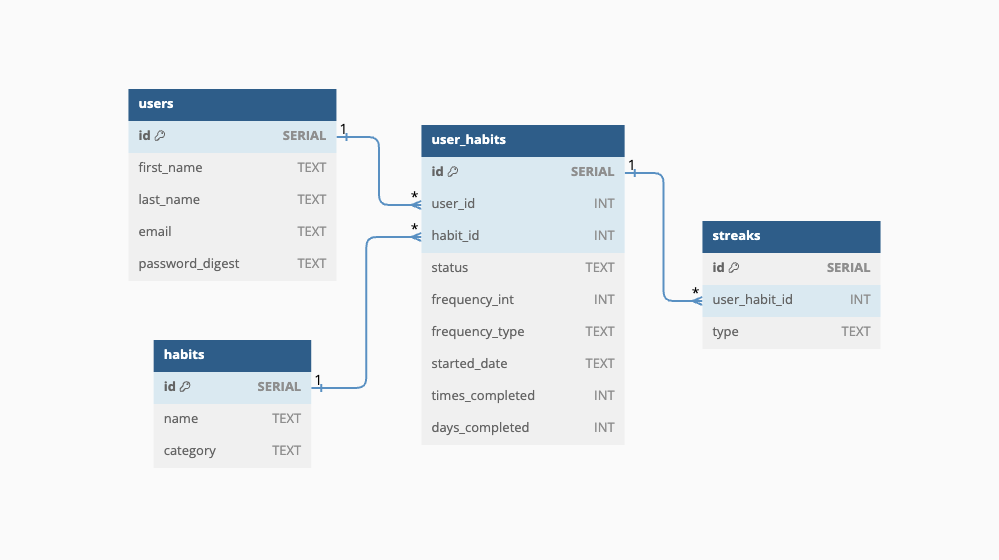 users
id SERIAL
first_name TEXT
last_name TEXT
email TEXT
password_digest TEXT
1
habits
id SERIAL
name TEXT
category TEXT
1
*
*
user_habits
id SERIAL
user_id INT
habit_id INT
status TEXT
frequency_int INT
frequency_type TEXT
started_date TEXT
times_completed INT
days_completed INT
1
*
streaks
id SERIAL
user_habit_id INT
type TEXT